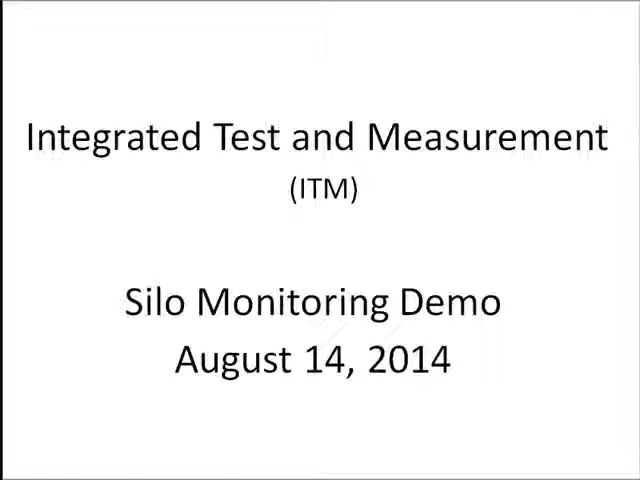 Integrated Test and Measurement
(ITM)
Silo Monitoring Demo
August 14, 2014